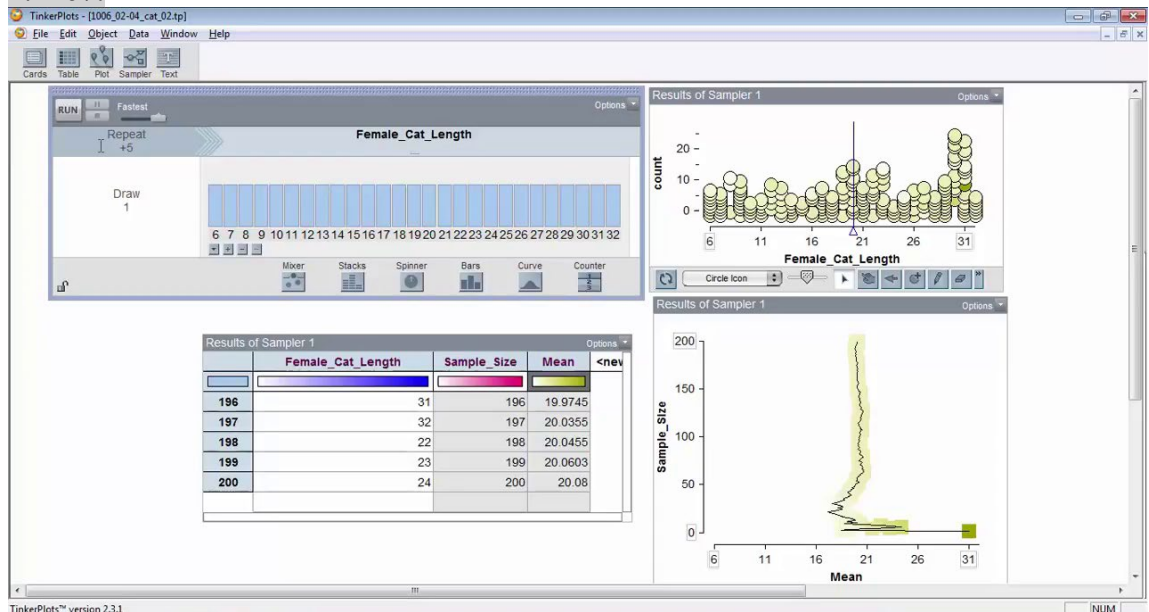 TinkerPlots - [1006_02-04_cat_02.tp]
File Edit Object Data Window Help
Cards Table Plot Sampler Text
RUN Fastest Options
Repeat
+5
Female_Cat_Length
Draw
1
6 7 8 9 10 11 12 13 14 15 16 17 18 19 20 21 22 23 24 25 26 27 28 29 30 31 32
Mixer Stacks Spinner Bars Curve Counter
Results of Sampler 1 Options
count
20
10
0
6 11 16 21 26 31
Female_Cat_Length
Circle Icon
Results of Sampler 1 Options
Female_Cat_Length Sample_Size Mean <new
196 31 196 19.9745
197 32 197 20.0355
198 22 198 20.0455
199 23 199 20.0603
200 24 200 20.08
Results of Sampler 1 Options
Sample_Size
200
150
100
50
0
6 11 16 21 26 31
Mean
TinkerPlots™ version 2.3.1 NUM